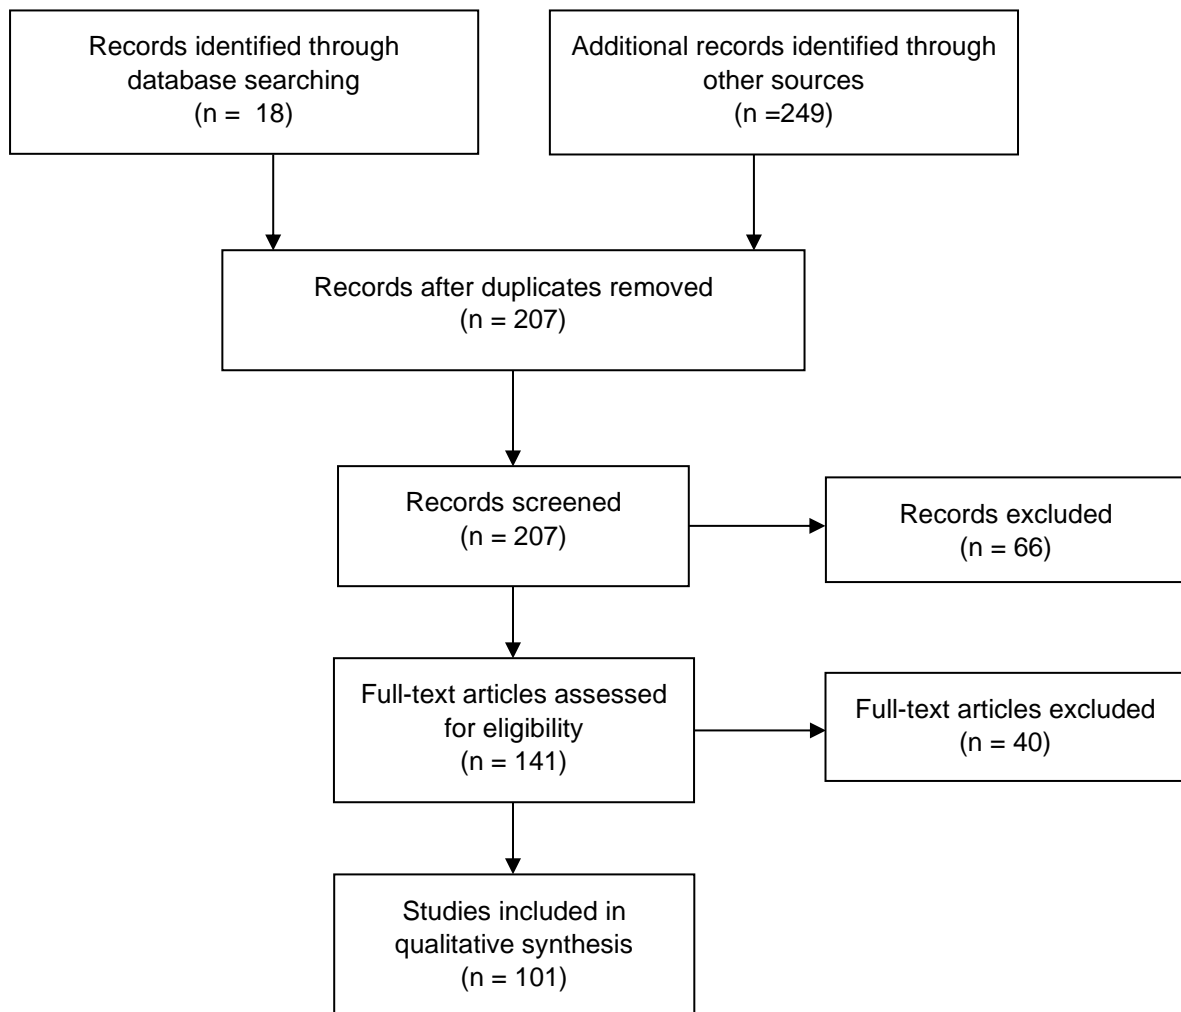 Records identified through
database searching
(n =  18)
Additional records identified through
other sources
(n =249)
Records after duplicates removed
(n = 207)
Records screened
(n = 207)
Records excluded
(n = 66)
Full-text articles assessed
for eligibility
(n = 141)
Full-text articles excluded
(n = 40)
Studies included in
qualitative synthesis
(n = 101)